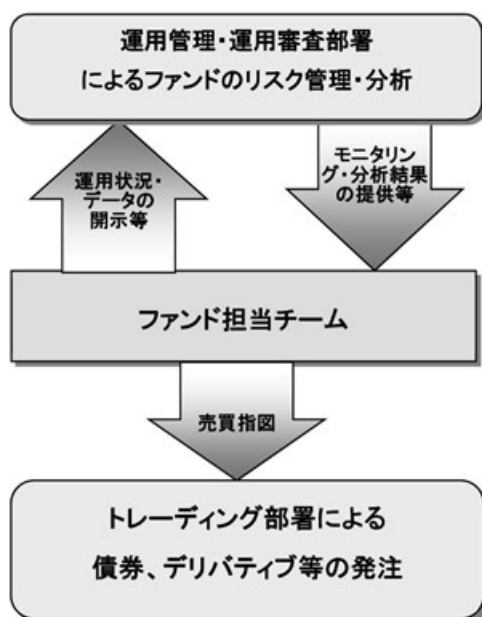 運用管理・運用審査部署
によるファンドのリスク管理・分析
運用状況・
データの
開示等
モニタリン
グ・分析結果
の提供等
ファンド担当チーム
売買指図
トレーディング部署による
債券、デリバティブ等の発注